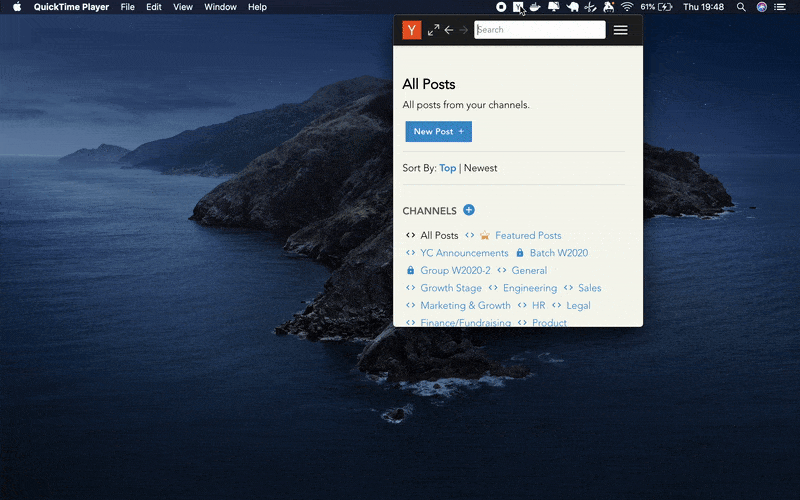 QuickTime Player File Edit View Window Help 61% Thu 19:48
Y Search
All Posts
All posts from your channels.
New Post +
Sort By: Top | Newest
CHANNELS
All Posts Featured Posts
YC Announcements Batch W2020
Group W2020-2 General
Growth Stage Engineering Sales
Marketing & Growth HR Legal
Finance/Fundraising Product